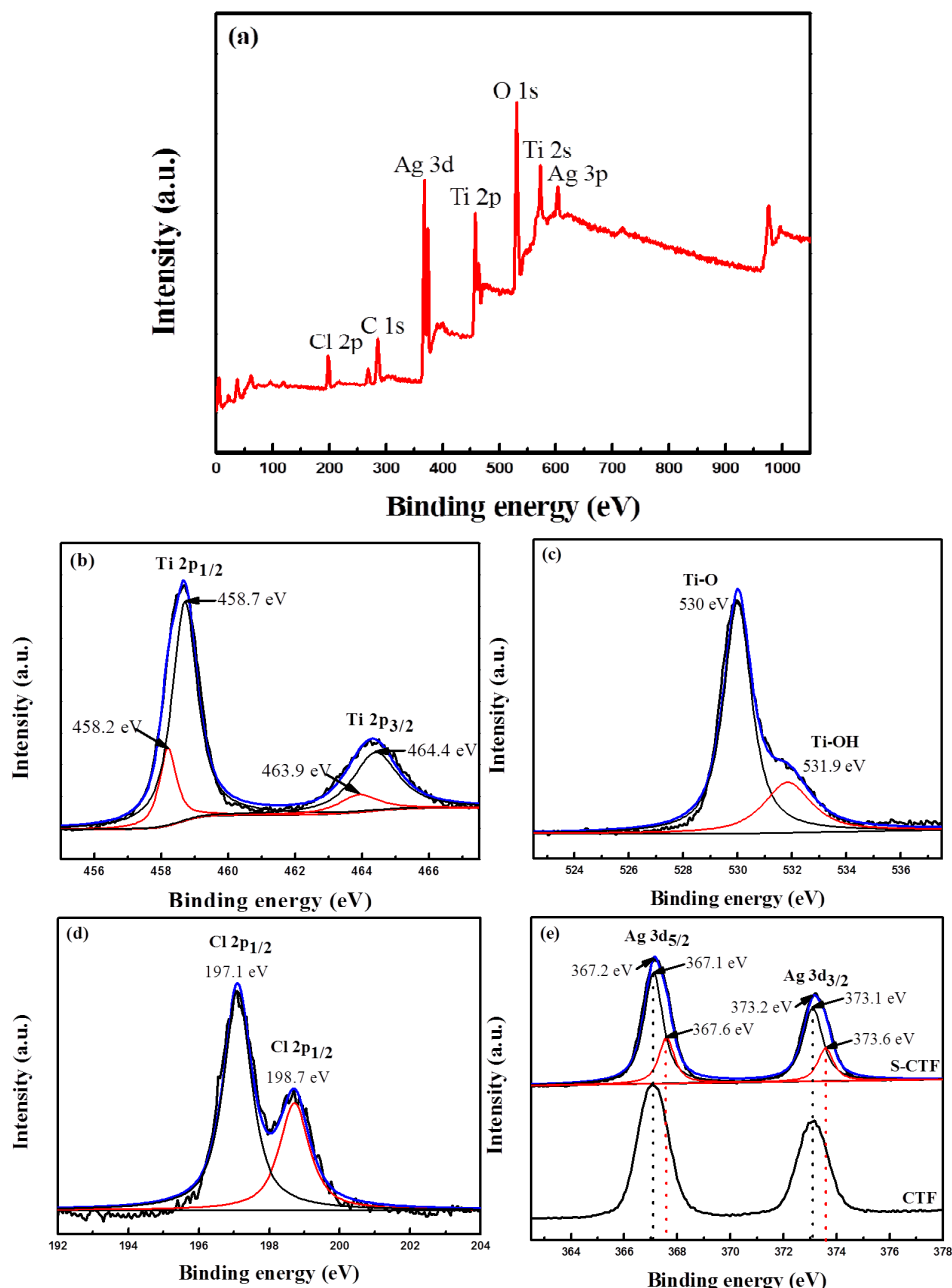 (a)
O 1s
Ti 2s
Ag 3d
Ag 3p
Ti 2p
C 1s
Cl 2p
Intensity (a.u.)
0 100 200 300 400 500 600 700 800 900 1000
Binding energy (eV)
(b)
Ti 2p1/2
458.7 eV
458.2 eV
Ti 2p3/2
464.4 eV
463.9 eV
Intensity (a.u.)
456 458 460 462 464 466
Binding energy (eV)
(c)
Ti-O
530 eV
Ti-OH
531.9 eV
Intensity (a.u.)
524 526 528 530 532 534 536
Binding energy (eV)
(d)
Cl 2p1/2
197.1 eV
Cl 2p1/2
198.7 eV
Intensity (a.u.)
192 194 196 198 200 202 204
Binding energy (eV)
(e)
Ag 3d5/2
367.2 eV 367.1 eV
367.6 eV
Ag 3d3/2
373.2 eV 373.1 eV
373.6 eV
S-CTF
CTF
Intensity (a.u.)
364 366 368 370 372 374 376 378
Binding energy (eV)